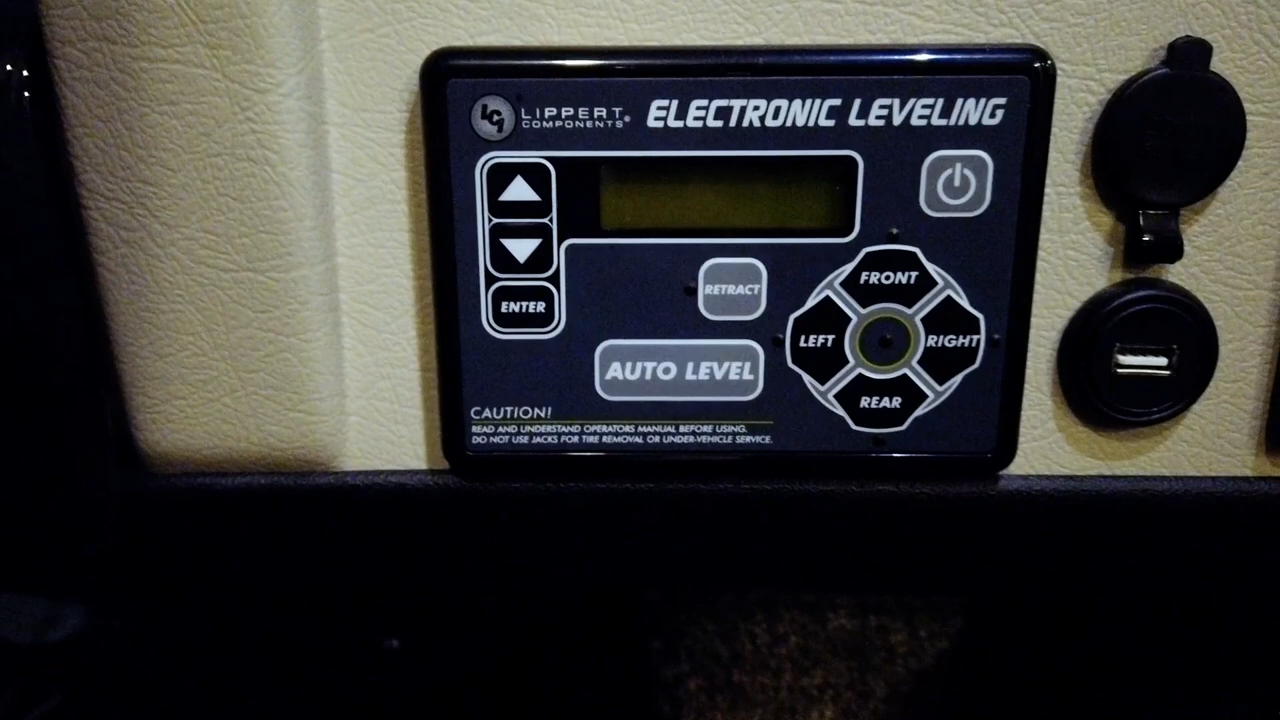 LCI LIPPERT COMPONENTS® ELECTRONIC LEVELING
ENTER
RETRACT
AUTO LEVEL
FRONT
LEFT
RIGHT
REAR
CAUTION!
READ AND UNDERSTAND OPERATORS MANUAL BEFORE USING.
DO NOT USE JACKS FOR TIRE REMOVAL OR UNDER-VEHICLE SERVICE.